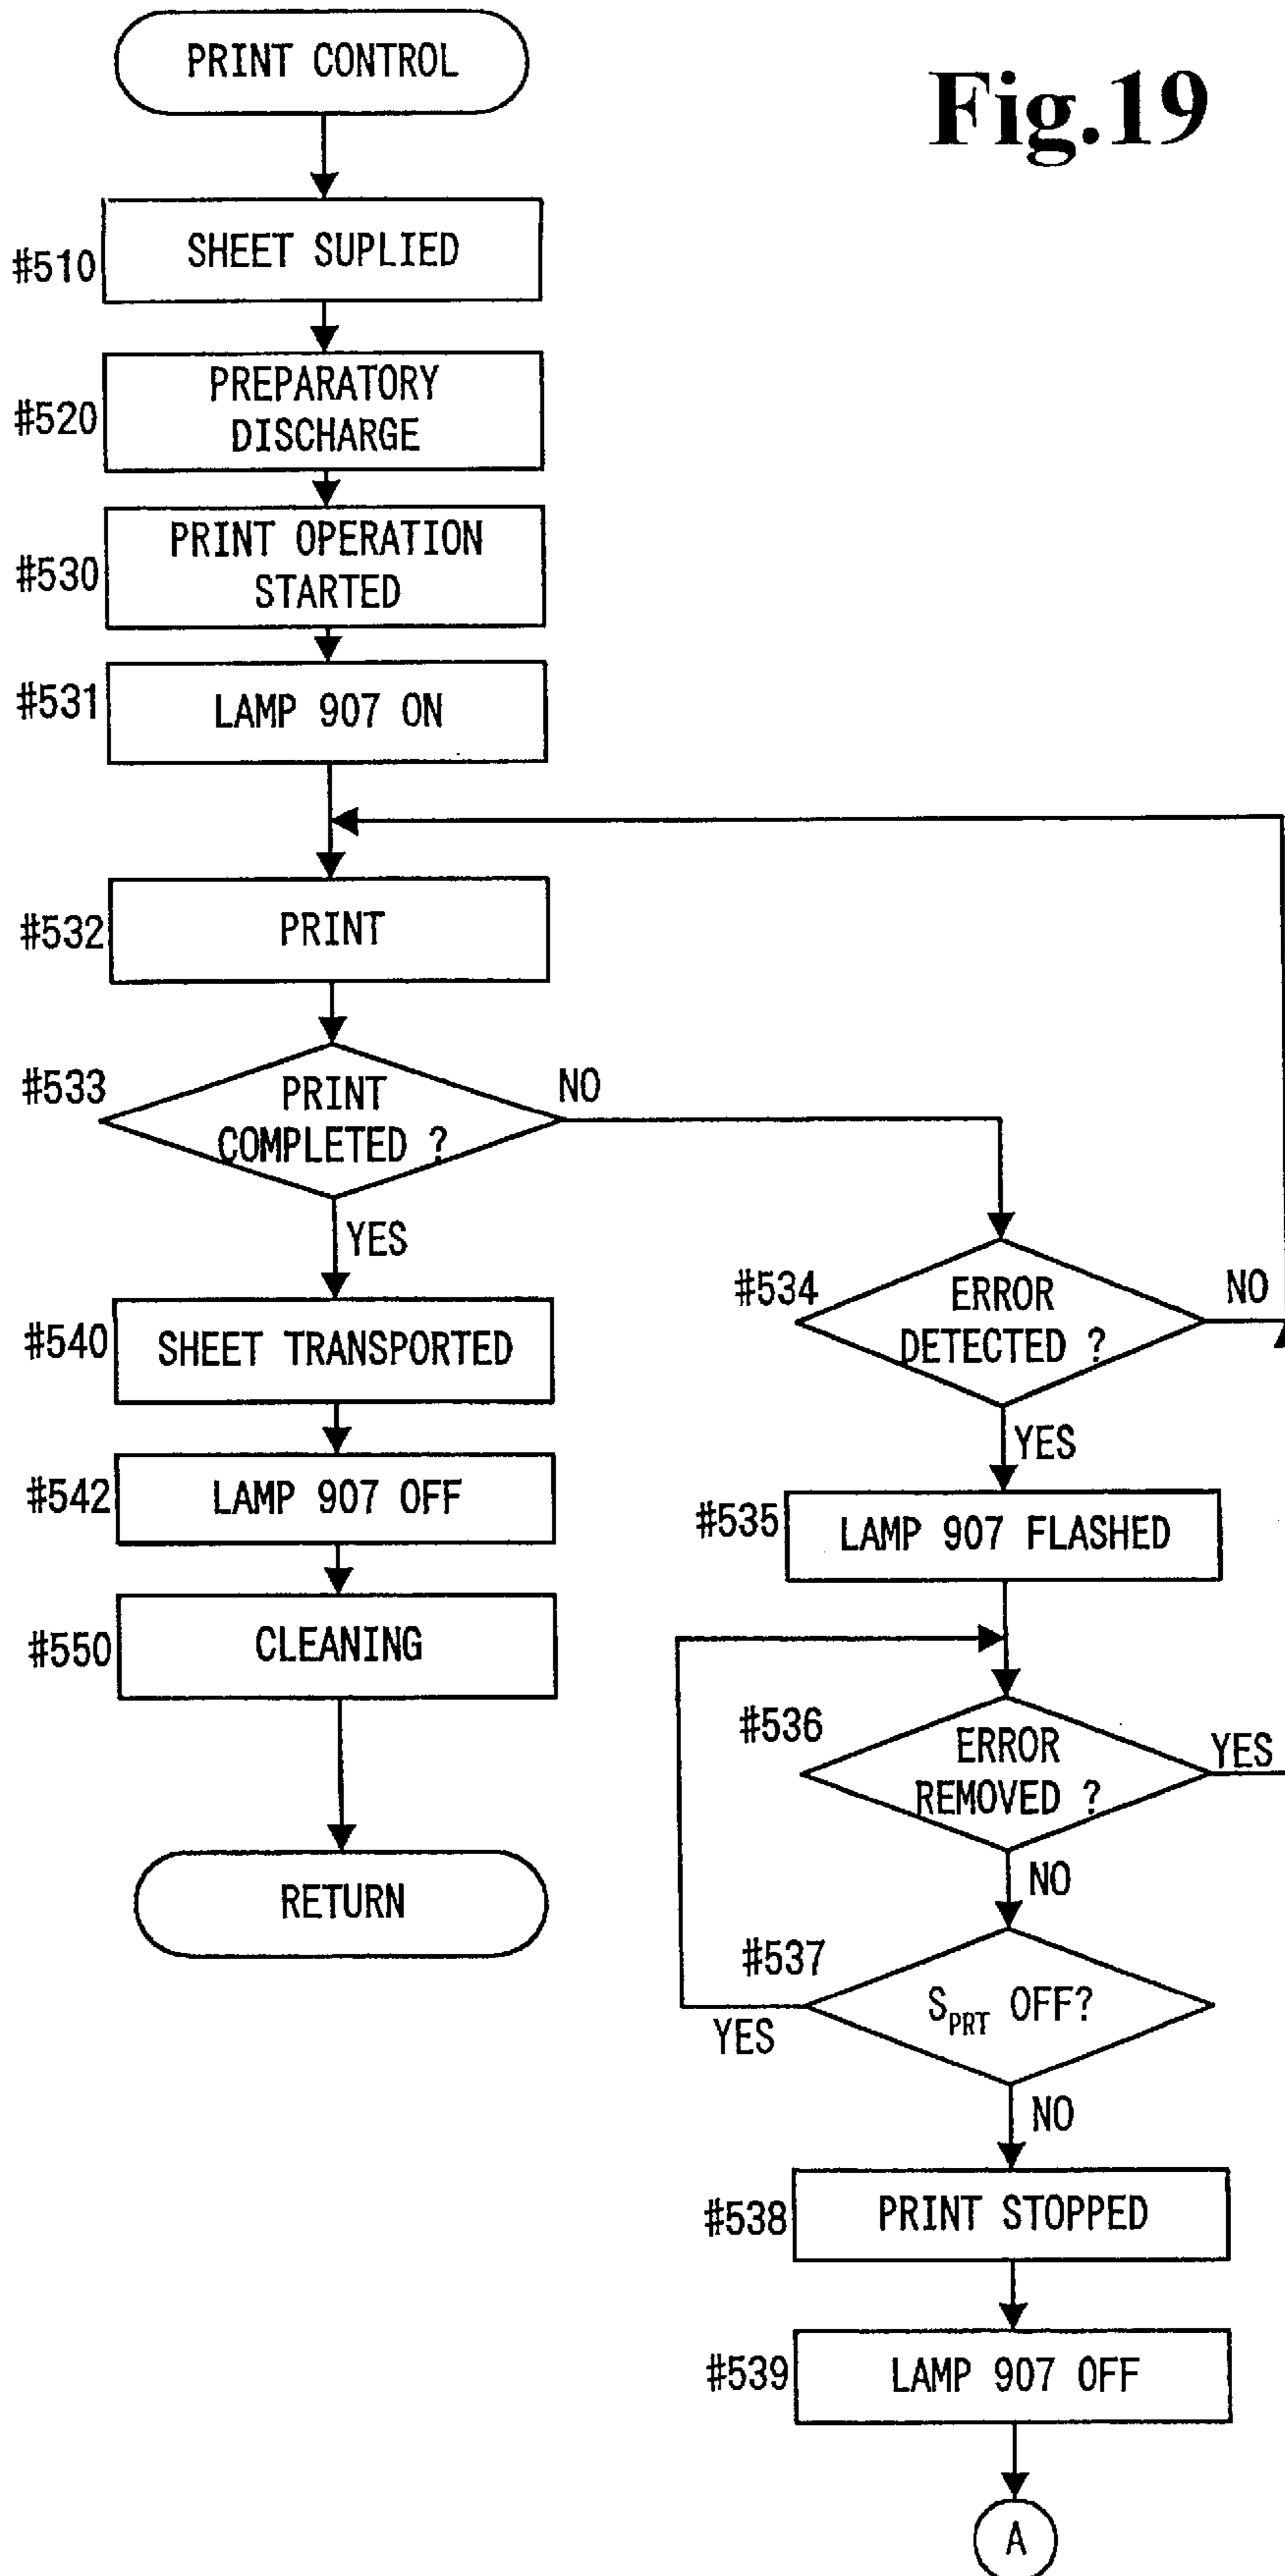 Fig.19
PRINT CONTROL
#510
SHEET SUPLIED
#520
PREPARATORY
DISCHARGE
#530
PRINT OPERATION
STARTED
#531
LAMP 907 ON
#532
PRINT
#533
PRINT
COMPLETED ?
NO
YES
#540
SHEET TRANSPORTED
#542
LAMP 907 OFF
#550
CLEANING
RETURN
#534
ERROR
DETECTED ?
NO
YES
#535
LAMP 907 FLASHED
#536
ERROR
REMOVED ?
YES
NO
#537
SPRT OFF?
YES
NO
#538
PRINT STOPPED
#539
LAMP 907 OFF
A